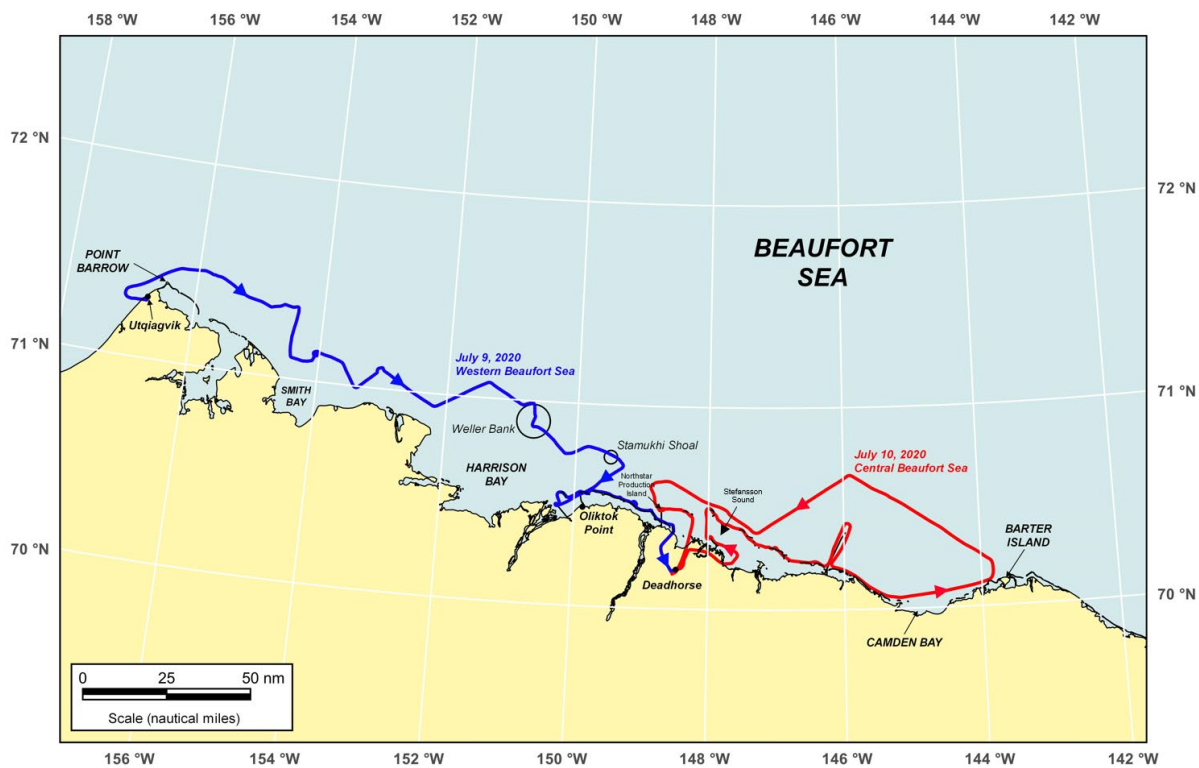 158 °W
156 °W
154 °W
152 °W
150 °W
148 °W
146 °W
144 °W
142 °W
72 °N
72 °N
BEAUFORT
SEA
POINT
BARROW
Utqiagvik
71 °N
71 °N
July 9, 2020
Western Beaufort Sea
SMITH
BAY
Weller Bank
Stamukhi Shoal
July 10, 2020
Central Beaufort Sea
HARRISON
BAY
Northstar
Production
Island
Stefansson
Sound
Oliktok
Point
BARTER
ISLAND
70 °N
70 °N
Deadhorse
CAMDEN BAY
0 25 50 nm
Scale (nautical miles)
156 °W
154 °W
152 °W
150 °W
148 °W
146 °W
144 °W
142 °W